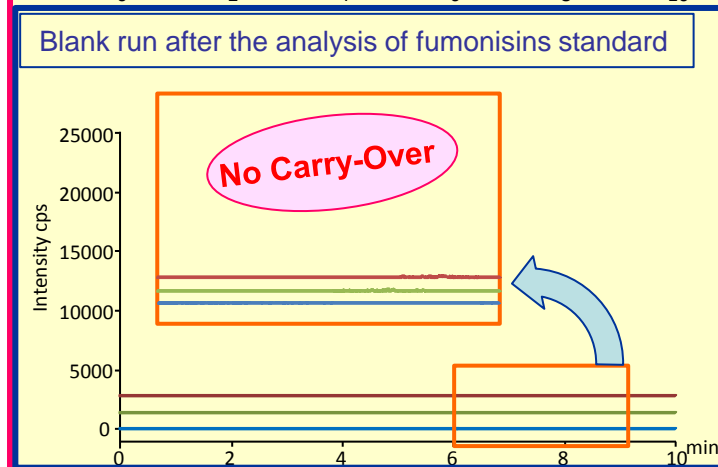 Blank run after the analysis of fumonisins standard
No Carry-Over
Intensity cps
25000
20000
15000
10000
5000
0
0 2 4 6 8 10 min